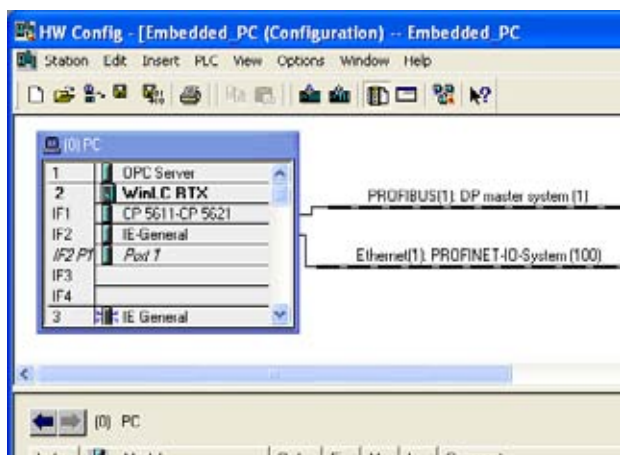 HW Config - [Embedded_PC (Configuration) -- Embedded_PC
Station Edit Insert PLC View Options Window Help
(0) PC
1 OPC Server
2 WinLC RTX
IF1 CP 5611-CP 5621
IF2 IE-General
IF2 P1 Port 1
IF3
IF4
3 IE General
PROFIBUS(1): DP master system (1)
Ethernet(1): PROFINET-IO-System (100)
(0) PC